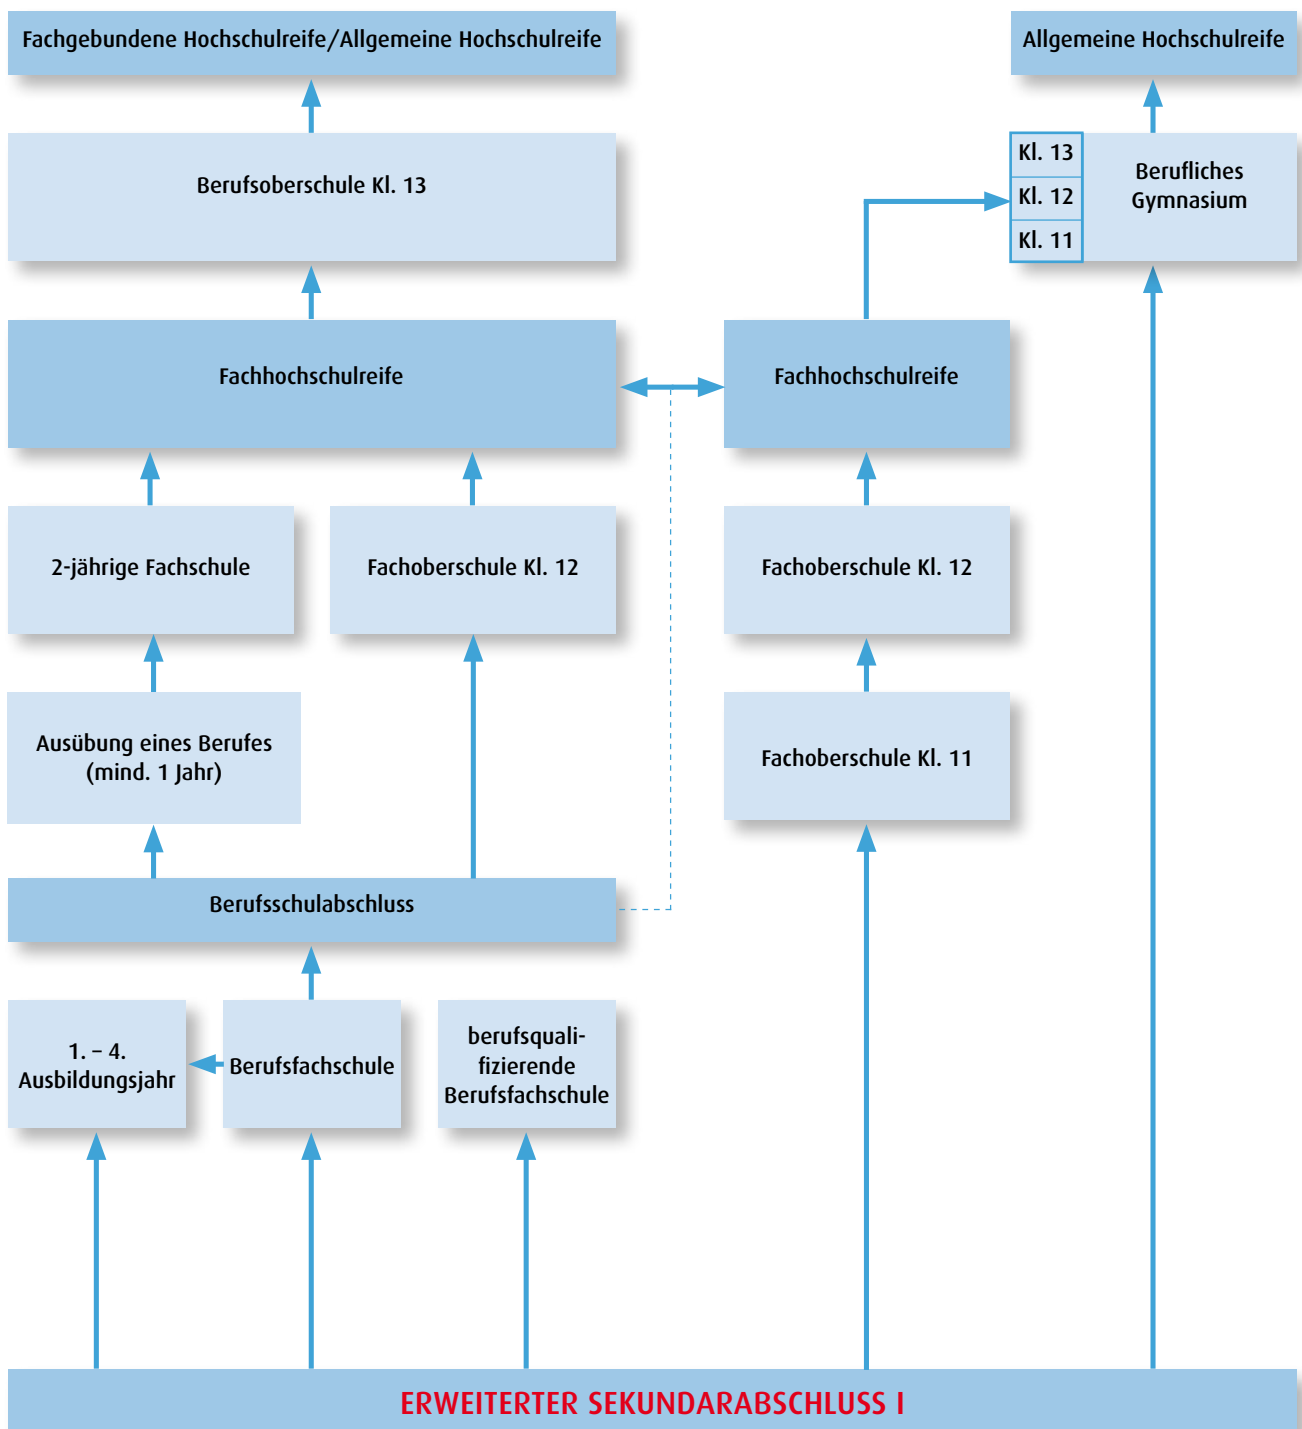 Fachgebundene Hochschulreife/Allgemeine Hochschulreife
Allgemeine Hochschulreife
Berufsoberschule Kl. 13
Kl. 13
Kl. 12
Kl. 11
Berufliches
Gymnasium
Fachhochschulreife
Fachhochschulreife
2-jährige Fachschule
Fachoberschule Kl. 12
Fachoberschule Kl. 12
Ausübung eines Berufes
(mind. 1 Jahr)
Fachoberschule Kl. 11
Berufsschulabschluss
1. – 4.
Ausbildungsjahr
Berufsfachschule
berufsquali-
fizierende
Berufsfachschule
ERWEITERTER SEKUNDARABSCHLUSS I